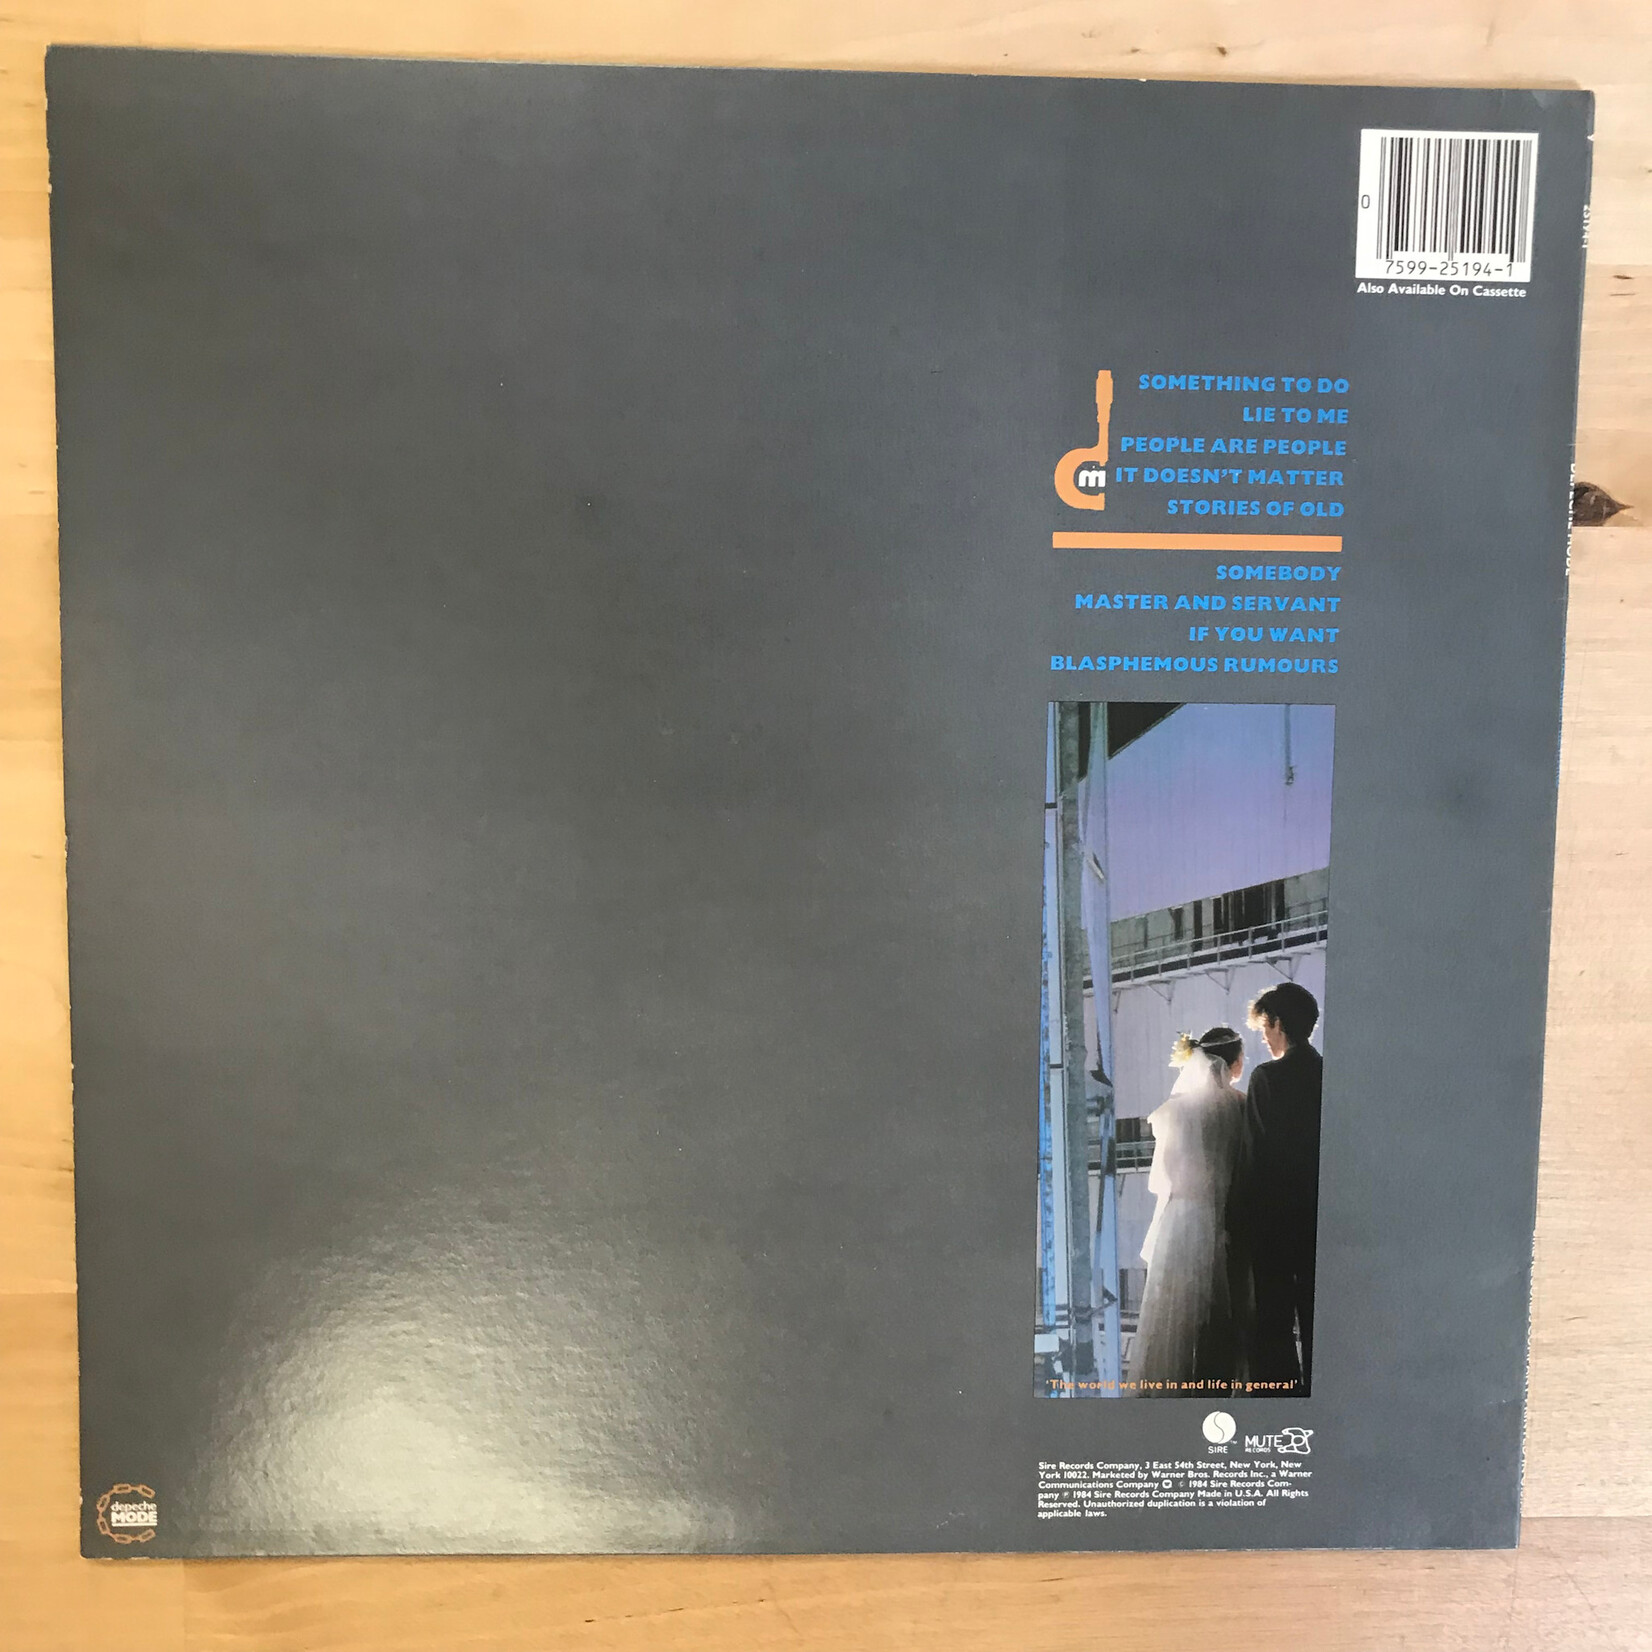 0
7599-25194-1
Also Available On Cassette
SOMETHING TO DO
LIE TO ME
PEOPLE ARE PEOPLE
IT DOESN'T MATTER
STORIES OF OLD
dm
SOMEBODY
MASTER AND SERVANT
IF YOU WANT
BLASPHEMOUS RUMOURS
'The world we live in and life in general'
SIRE
MUTE
RECORDS
Sire Records Company, 3 East 54th Street, New York, New
York 10022. Marketed by Warner Bros. Records Inc., a Warner
Communications Company © 1984 Sire Records Com-
pany ℗ 1984 Sire Records Company Made in U.S.A. All Rights
Reserved. Unauthorized duplication is a violation of
applicable laws.
depeche
MODE
DEPECHE MODE